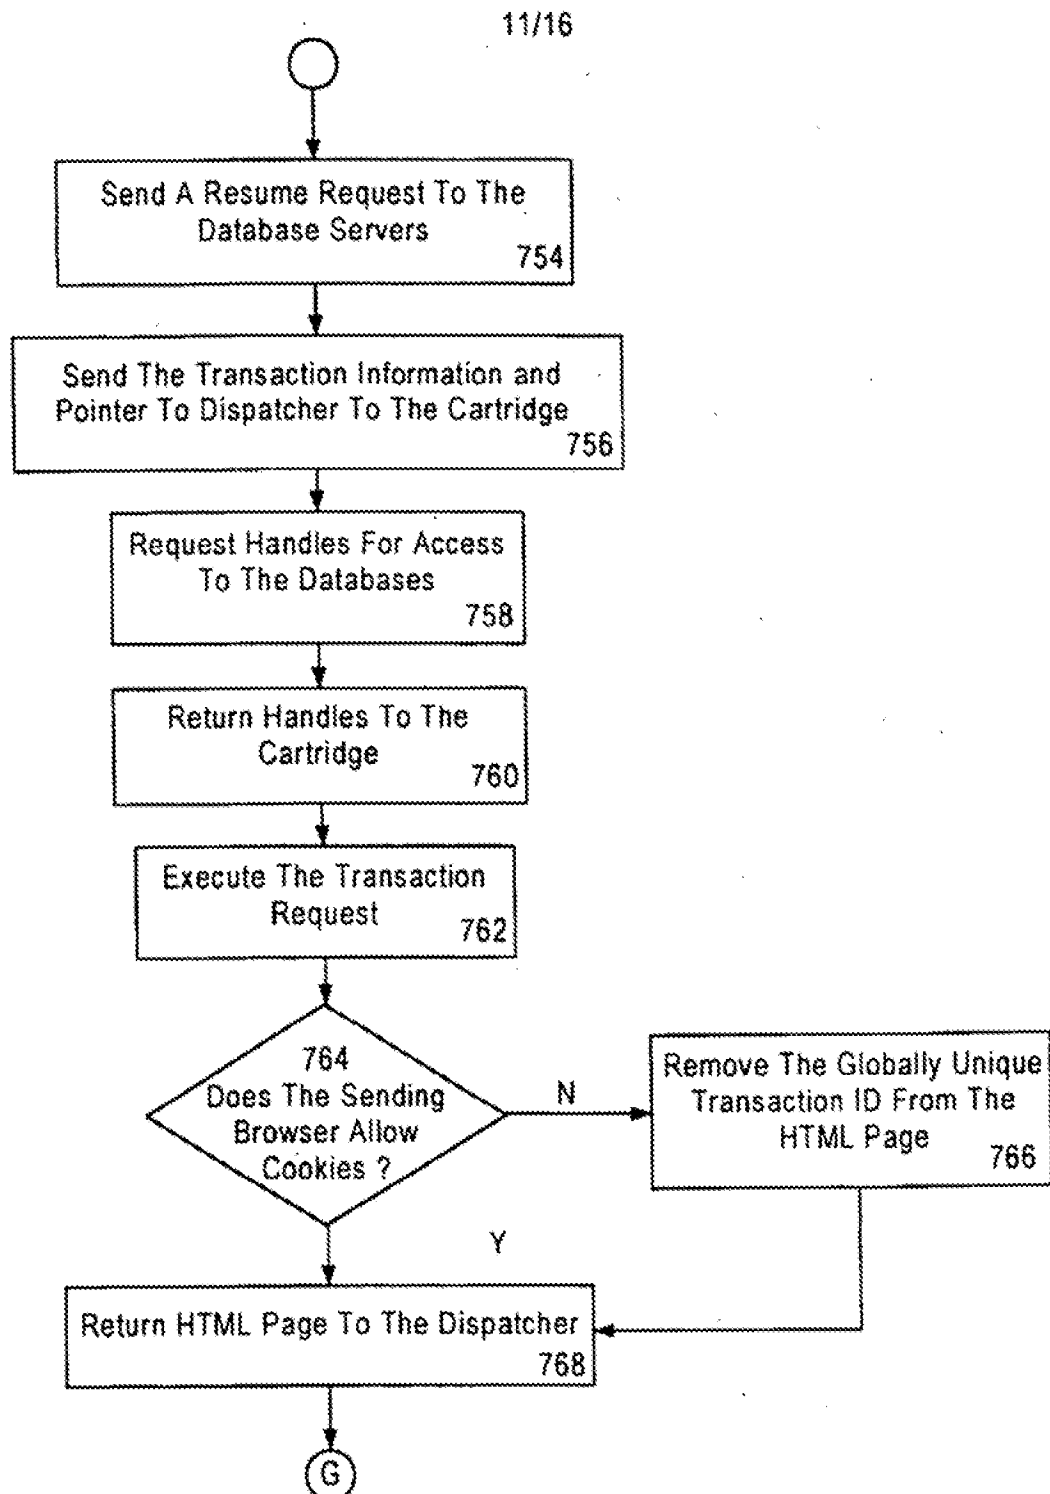 11/16
Send A Resume Request To The
Database Servers
754
Send The Transaction Information and
Pointer To Dispatcher To The Cartridge
756
Request Handles For Access
To The Databases
758
Return Handles To The
Cartridge
760
Execute The Transaction
Request
762
764
Does The Sending
Browser Allow
Cookies ?
N
Remove The Globally Unique
Transaction ID From The
HTML Page
766
Y
Return HTML Page To The Dispatcher
768
G